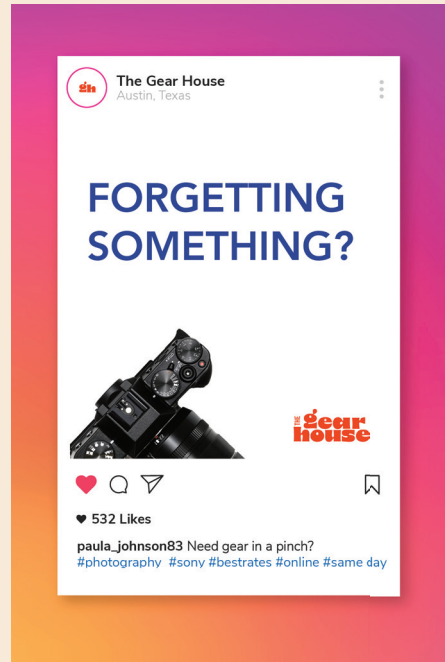 gh
The Gear House
Austin, Texas
FORGETTING
SOMETHING?
THE
gear
house
532 Likes
paula_johnson83 Need gear in a pinch?
#photography #sony #bestrates #online #same day